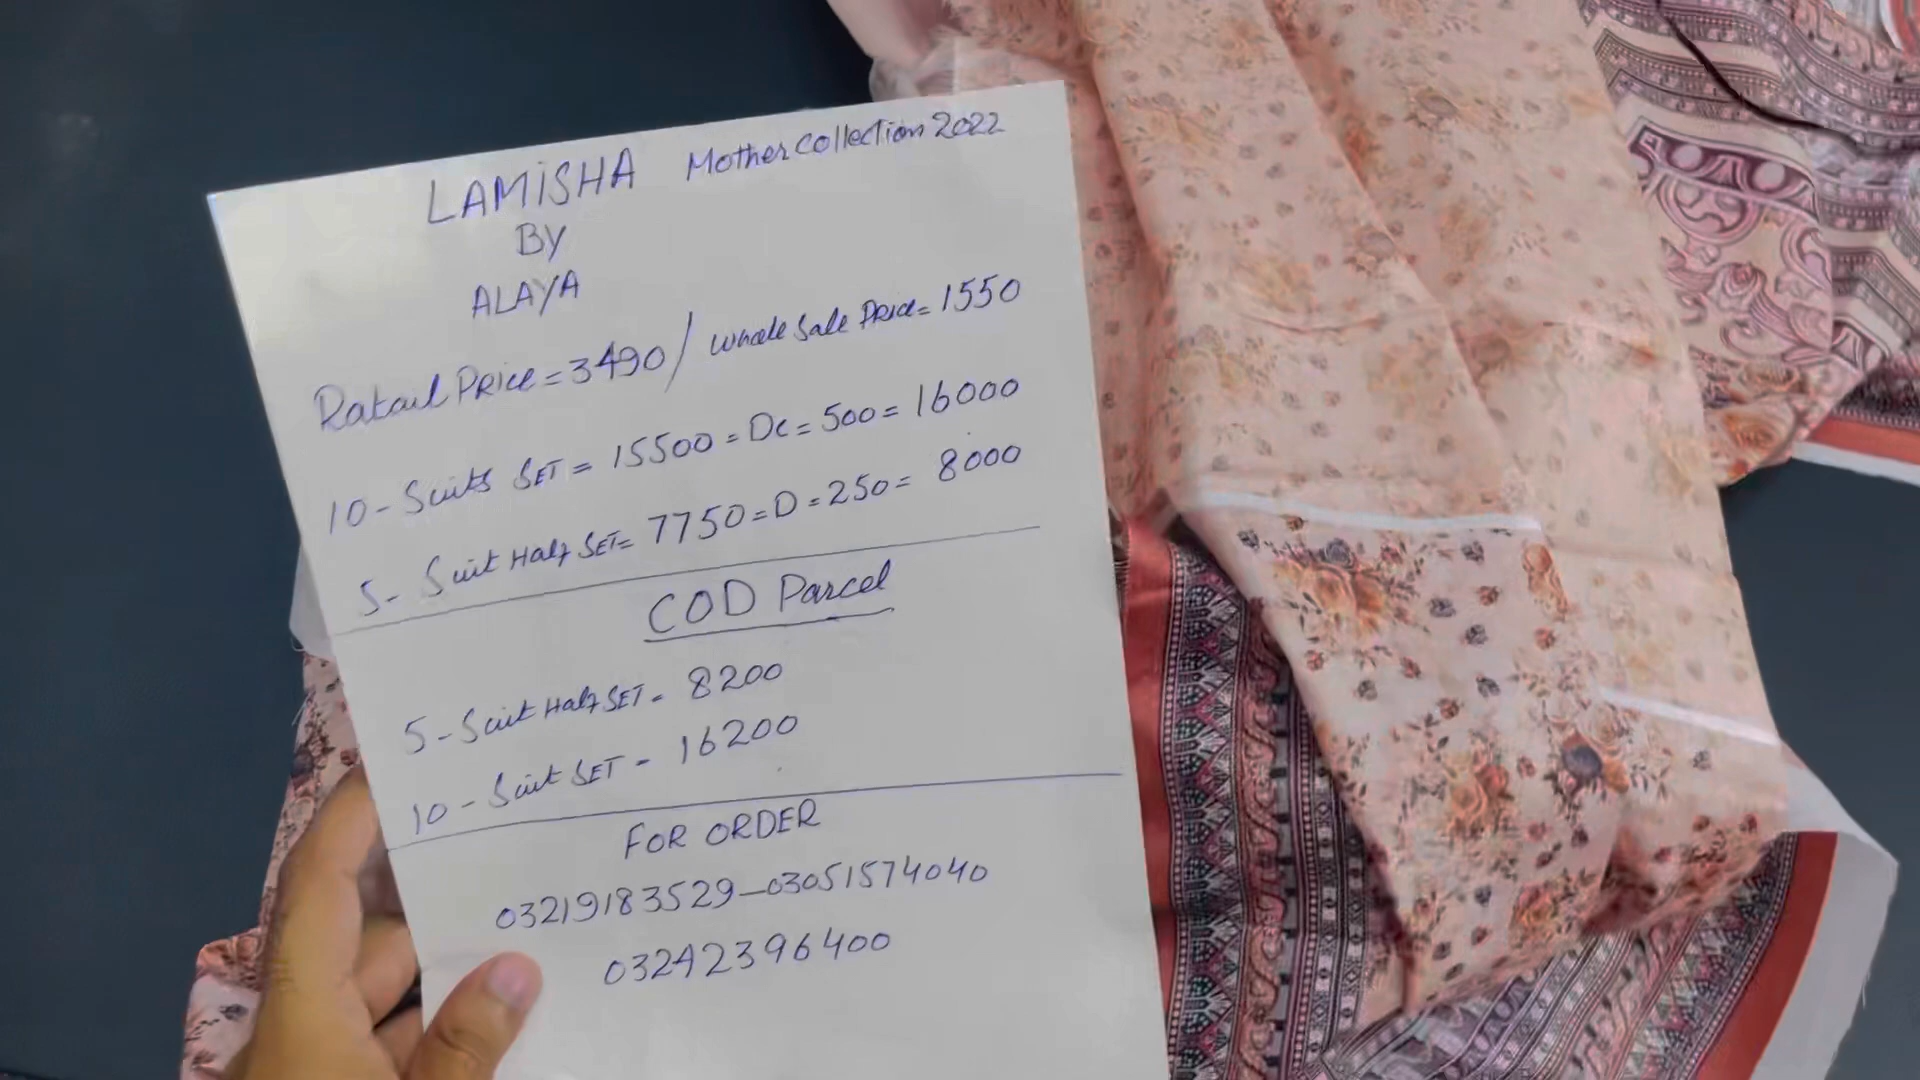 LAMiSHA Mother Collection 2022
BY
ALAYA
Ratail Price = 3490 / Whole Sale Price = 1550
10 - Suits SET = 15500 = Dc = 500 = 16000
5 - Suit Half SET = 7750 = D = 250 = 8000
COD Parcel
5 - Suit Half SET - 8200
10 - Suit SET - 16200
FOR ORDER
03219183529 - 03051574040
03242396400